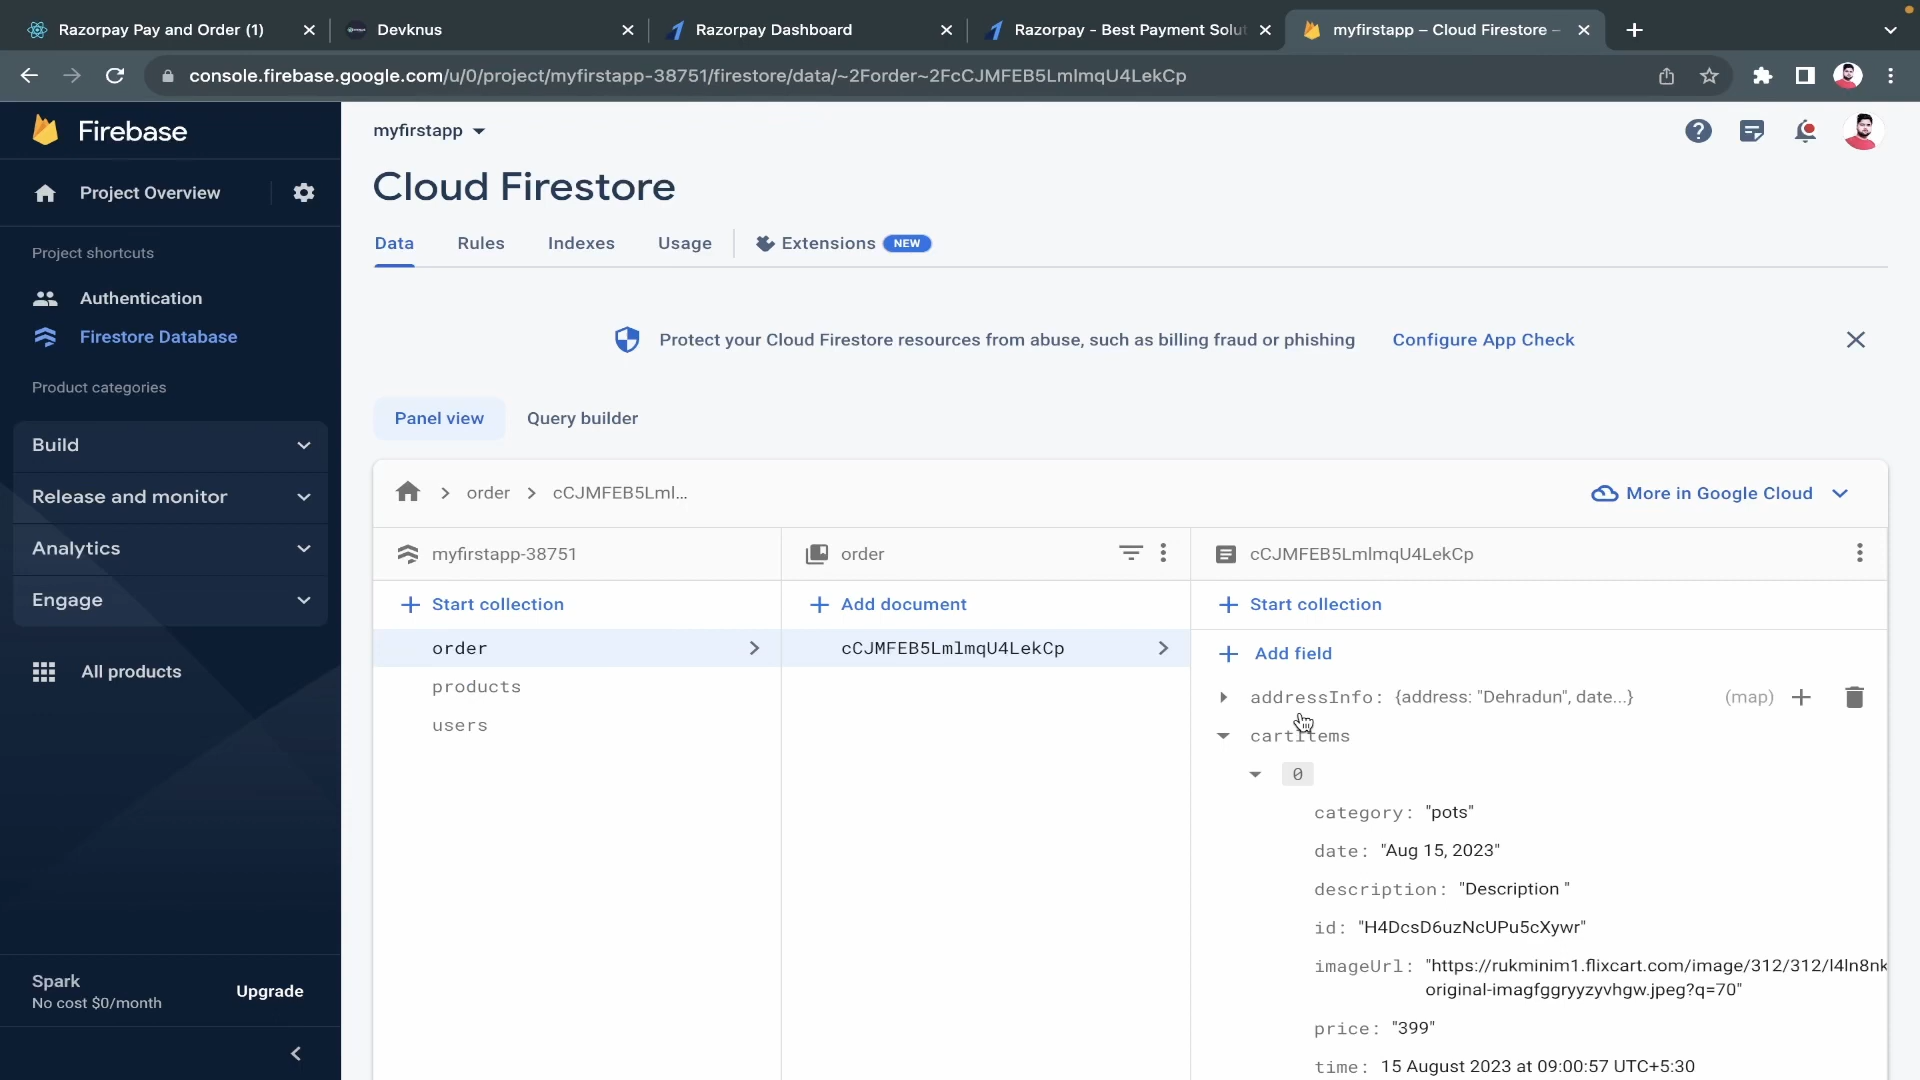 Razorpay Pay and Order (1)
Devknus
Razorpay Dashboard
Razorpay - Best Payment Solut
myfirstapp – Cloud Firestore –
console.firebase.google.com/u/0/project/myfirstapp-38751/firestore/data/~2Forder~2FcCJMFEB5LmlmqU4LekCp
Firebase
Project Overview
Project shortcuts
Authentication
Firestore Database
Product categories
Build
Release and monitor
Analytics
Engage
All products
Spark
No cost $0/month
Upgrade
myfirstapp
Cloud Firestore
Data
Rules
Indexes
Usage
Extensions
NEW
Protect your Cloud Firestore resources from abuse, such as billing fraud or phishing
Configure App Check
Panel view
Query builder
order
cCJMFEB5Lml...
More in Google Cloud
myfirstapp-38751
Start collection
order
products
users
order
Add document
cCJMFEB5LmlmqU4LekCp
cCJMFEB5LmlmqU4LekCp
Start collection
Add field
addressInfo: {address: "Dehradun", date...} (map)
cartItems
0
category: "pots"
date: "Aug 15, 2023"
description: "Description "
id: "H4DcsD6uzNcUPu5cXywr"
imageUrl: "https://rukminim1.flixcart.com/image/312/312/l4ln8nk
original-imagfggryyzyvhgw.jpeg?q=70"
price: "399"
time: 15 August 2023 at 09:00:57 UTC+5:30